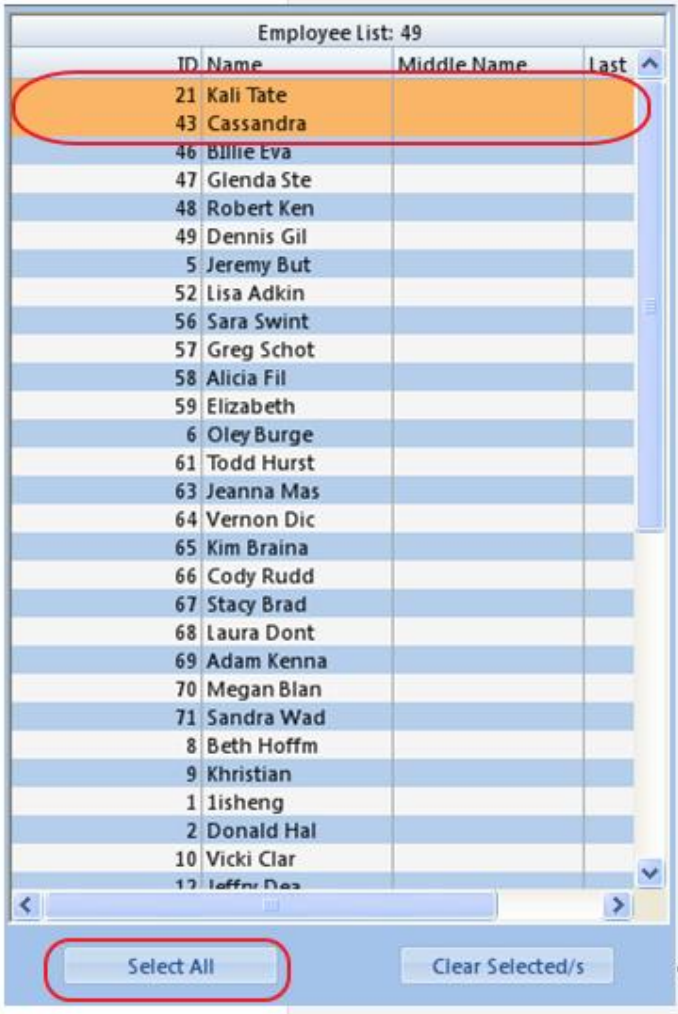 Employee List: 49
ID Name Middle Name Last
21 Kali Tate
43 Cassandra
46 BIllie Eva
47 Glenda Ste
48 Robert Ken
49 Dennis Gil
5 Jeremy But
52 Lisa Adkin
56 Sara Swint
57 Greg Schot
58 Alicia Fil
59 Elizabeth
6 Oley Burge
61 Todd Hurst
63 Jeanna Mas
64 Vernon Dic
65 Kim Braina
66 Cody Rudd
67 Stacy Brad
68 Laura Dont
69 Adam Kenna
70 Megan Blan
71 Sandra Wad
8 Beth Hoffm
9 Khristian
1 1isheng
2 Donald Hal
10 Vicki Clar
12 Jeffry Dea
Select All Clear Selected/s